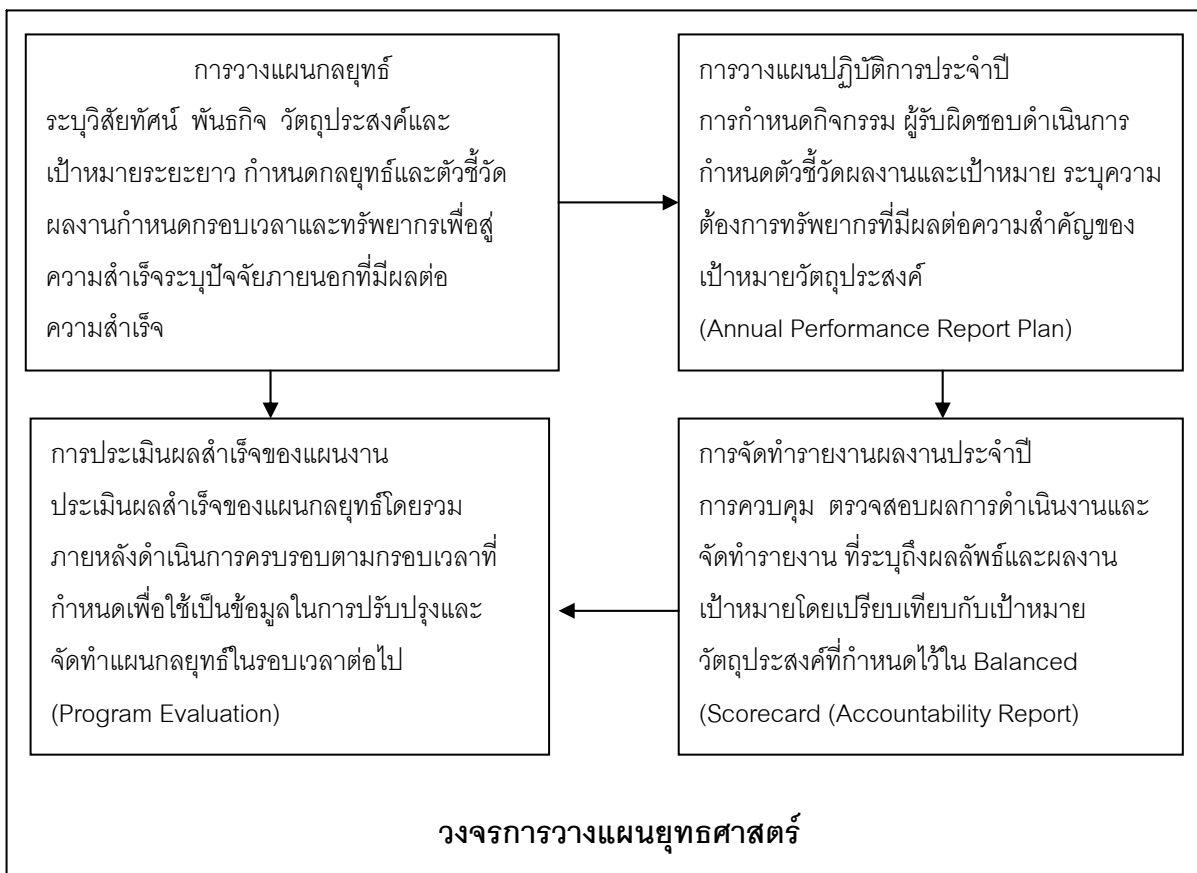 การวางแผนกลยุทธ์
ระบุวิสัยทัศน์ พันธกิจ วัตถุประสงค์และ
เป้าหมายระยะยาว กำหนดกลยุทธ์และตัวชี้วัด
ผลงานกำหนดกรอบเวลาและทรัพยากรเพื่อสู่
ความสำเร็จระบุปัจจัยภายนอกที่มีผลต่อ
ความสำเร็จ
การวางแผนปฏิบัติการประจำปี
การกำหนดกิจกรรม ผู้รับผิดชอบดำเนินการ
กำหนดตัวชี้วัดผลงานและเป้าหมาย ระบุความ
ต้องการทรัพยากรที่มีผลต่อความสำคัญของ
เป้าหมายวัตถุประสงค์
(Annual Performance Report Plan)
การประเมินผลสำเร็จของแผนงาน
ประเมินผลสำเร็จของแผนกลยุทธ์โดยรวม
ภายหลังดำเนินการครบรอบตามกรอบเวลาที่
กำหนดเพื่อใช้เป็นข้อมูลในการปรับปรุงและ
จัดทำแผนกลยุทธ์ในรอบเวลาต่อไป
(Program Evaluation)
การจัดทำรายงานผลงานประจำปี
การควบคุม ตรวจสอบผลการดำเนินงานและ
จัดทำรายงาน ที่ระบุถึงผลลัพธ์และผลงาน
เป้าหมายโดยเปรียบเทียบกับเป้าหมาย
วัตถุประสงค์ที่กำหนดไว้ใน Balanced
(Scorecard (Accountability Report)
วงจรการวางแผนยุทธศาสตร์